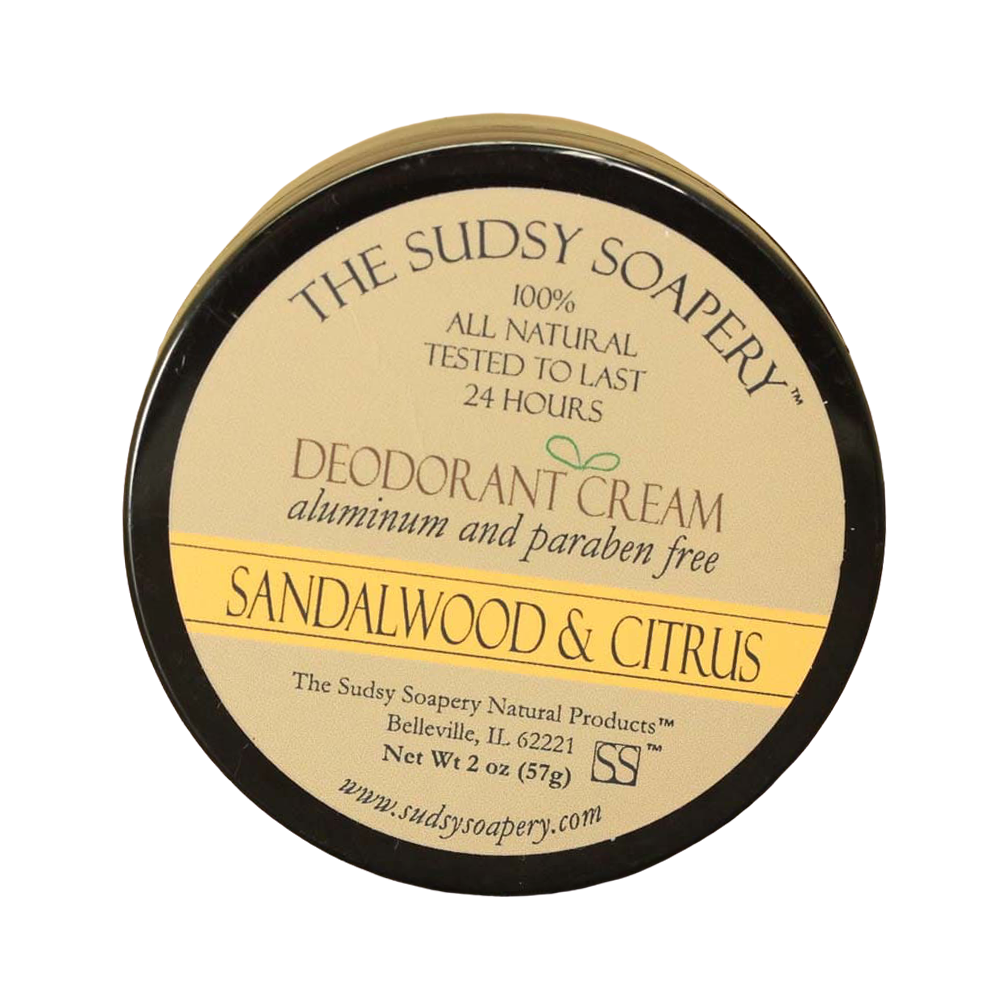 THE SUDSY SOAPERY™
100%
ALL NATURAL
TESTED TO LAST
24 HOURS
DEODORANT CREAM
aluminum and paraben free
SANDALWOOD & CITRUS
The Sudsy Soapery Natural Products™
Belleville, IL 62221
SS™
Net Wt 2 oz (57g)
www.sudsysoapery.com